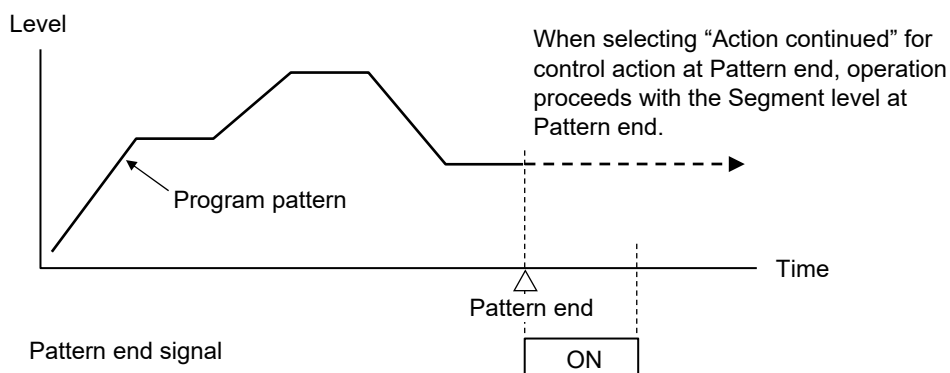 Level
When selecting “Action continued” for
control action at Pattern end, operation
proceeds with the Segment level at
Pattern end.
Program pattern
Time
Pattern end
Pattern end signal
ON